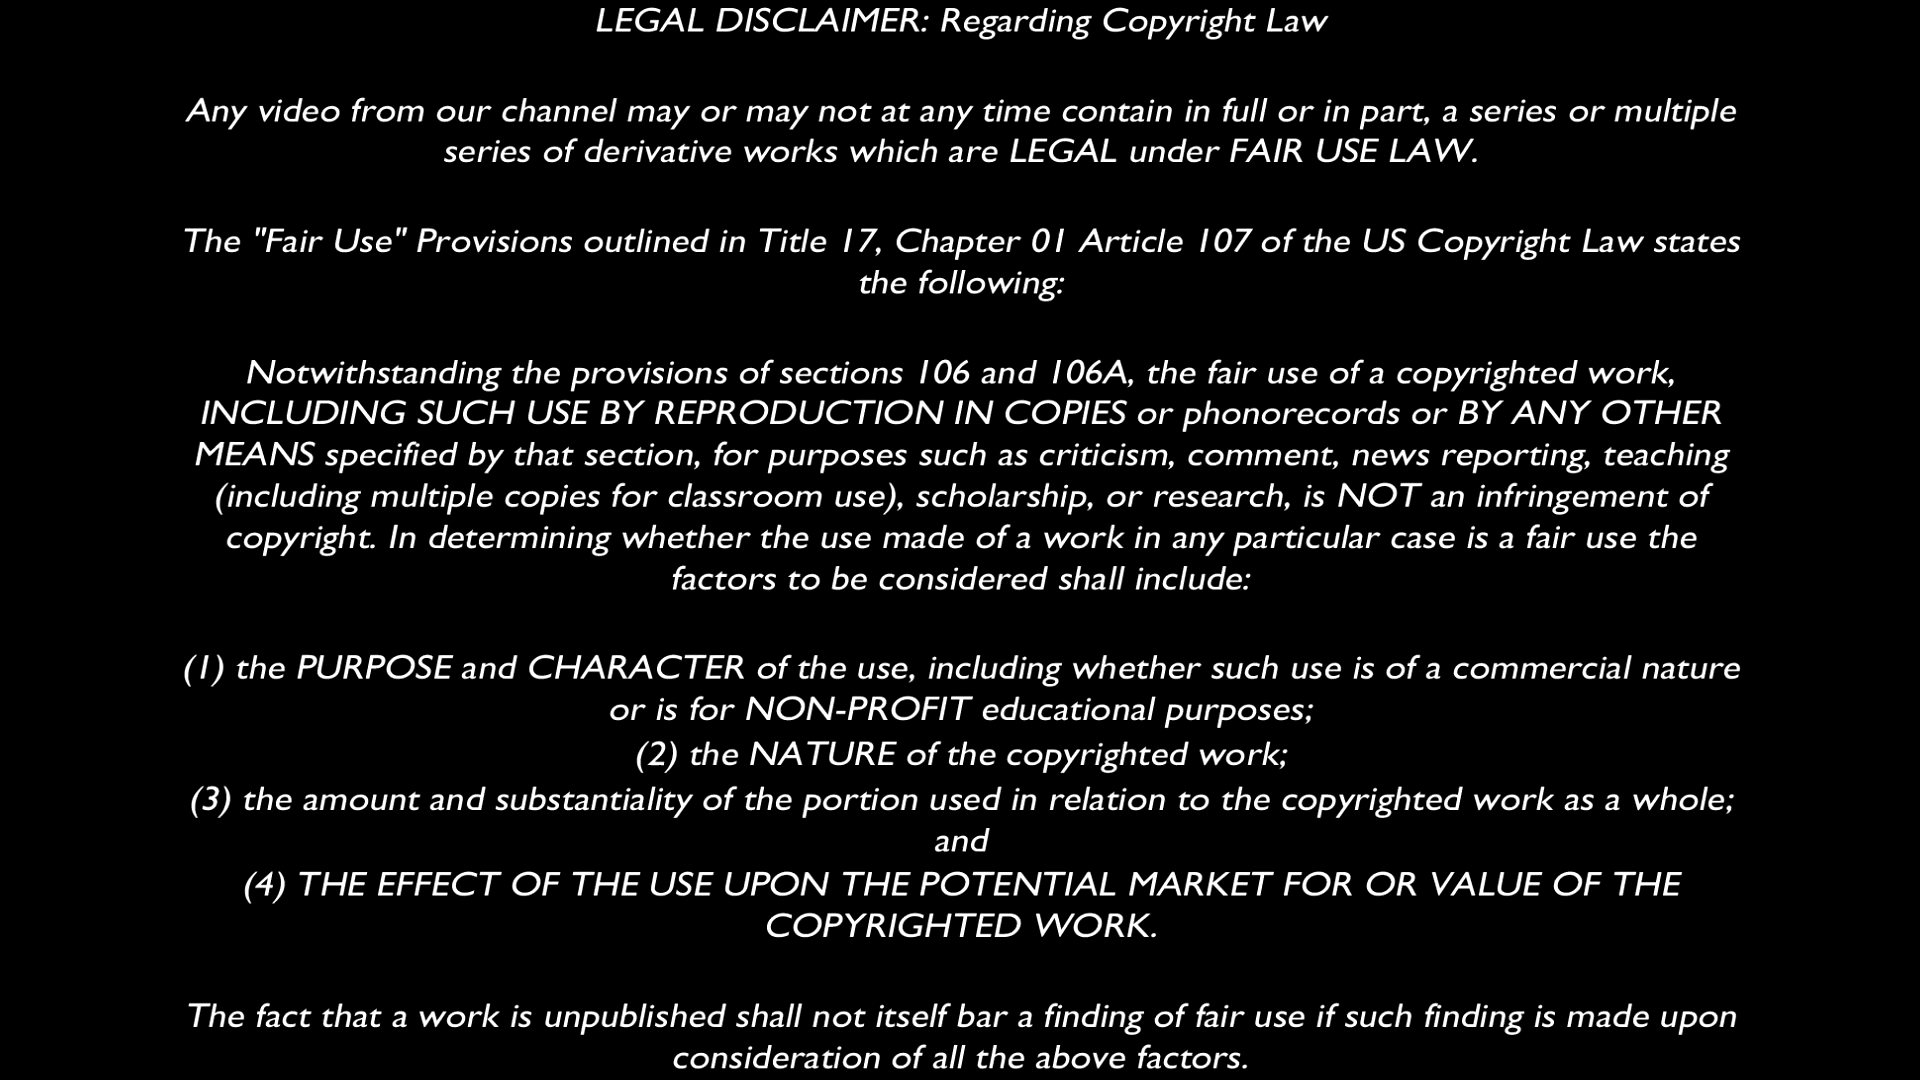 LEGAL DISCLAIMER: Regarding Copyright Law
Any video from our channel may or may not at any time contain in full or in part, a series or multiple
series of derivative works which are LEGAL under FAIR USE LAW.
The "Fair Use" Provisions outlined in Title 17, Chapter 01 Article 107 of the US Copyright Law states
the following:
Notwithstanding the provisions of sections 106 and 106A, the fair use of a copyrighted work,
INCLUDING SUCH USE BY REPRODUCTION IN COPIES or phonorecords or BY ANY OTHER
MEANS specified by that section, for purposes such as criticism, comment, news reporting, teaching
(including multiple copies for classroom use), scholarship, or research, is NOT an infringement of
copyright. In determining whether the use made of a work in any particular case is a fair use the
factors to be considered shall include:
(1) the PURPOSE and CHARACTER of the use, including whether such use is of a commercial nature
or is for NON-PROFIT educational purposes;
(2) the NATURE of the copyrighted work;
(3) the amount and substantiality of the portion used in relation to the copyrighted work as a whole;
and
(4) THE EFFECT OF THE USE UPON THE POTENTIAL MARKET FOR OR VALUE OF THE
COPYRIGHTED WORK.
The fact that a work is unpublished shall not itself bar a finding of fair use if such finding is made upon
consideration of all the above factors.